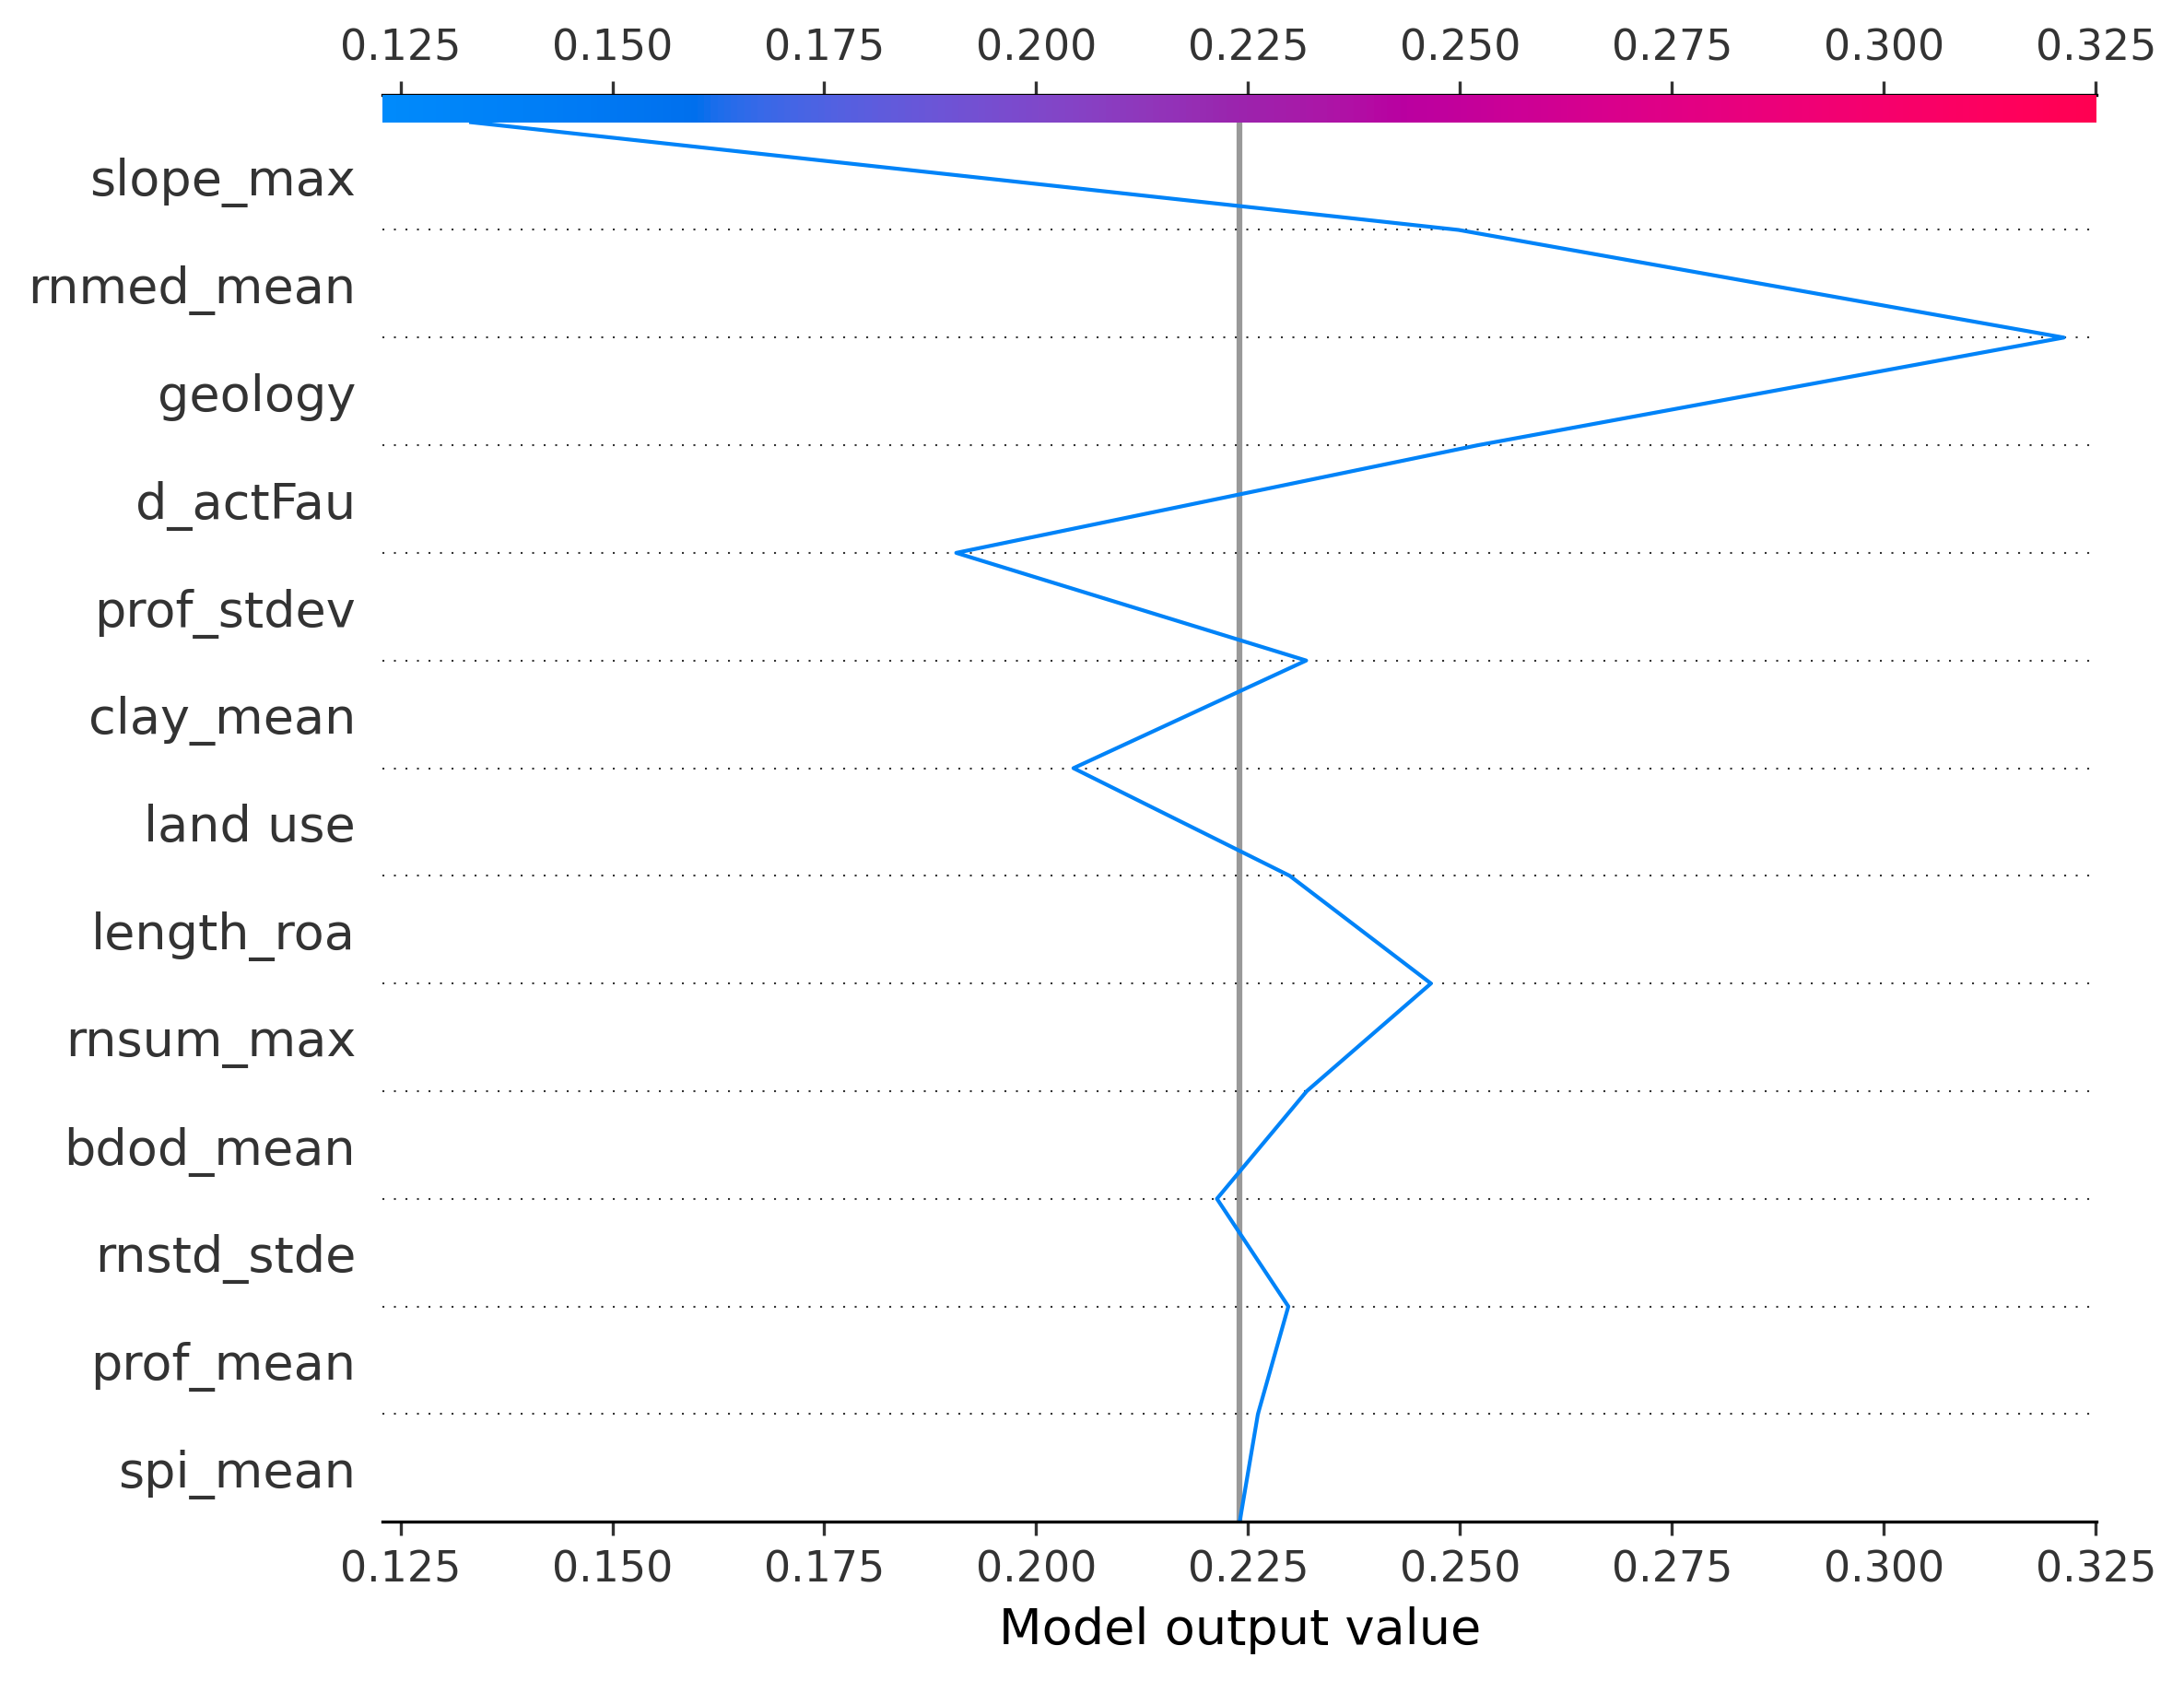 0.125 0.150 0.175 0.200 0.225 0.250 0.275 0.300 0.325
slope_max
rnmed_mean
geology
d_actFau
prof_stdev
clay_mean
land use
length_roa
rnsum_max
bdod_mean
rnstd_stde
prof_mean
spi_mean
0.125 0.150 0.175 0.200 0.225 0.250 0.275 0.300 0.325
Model output value